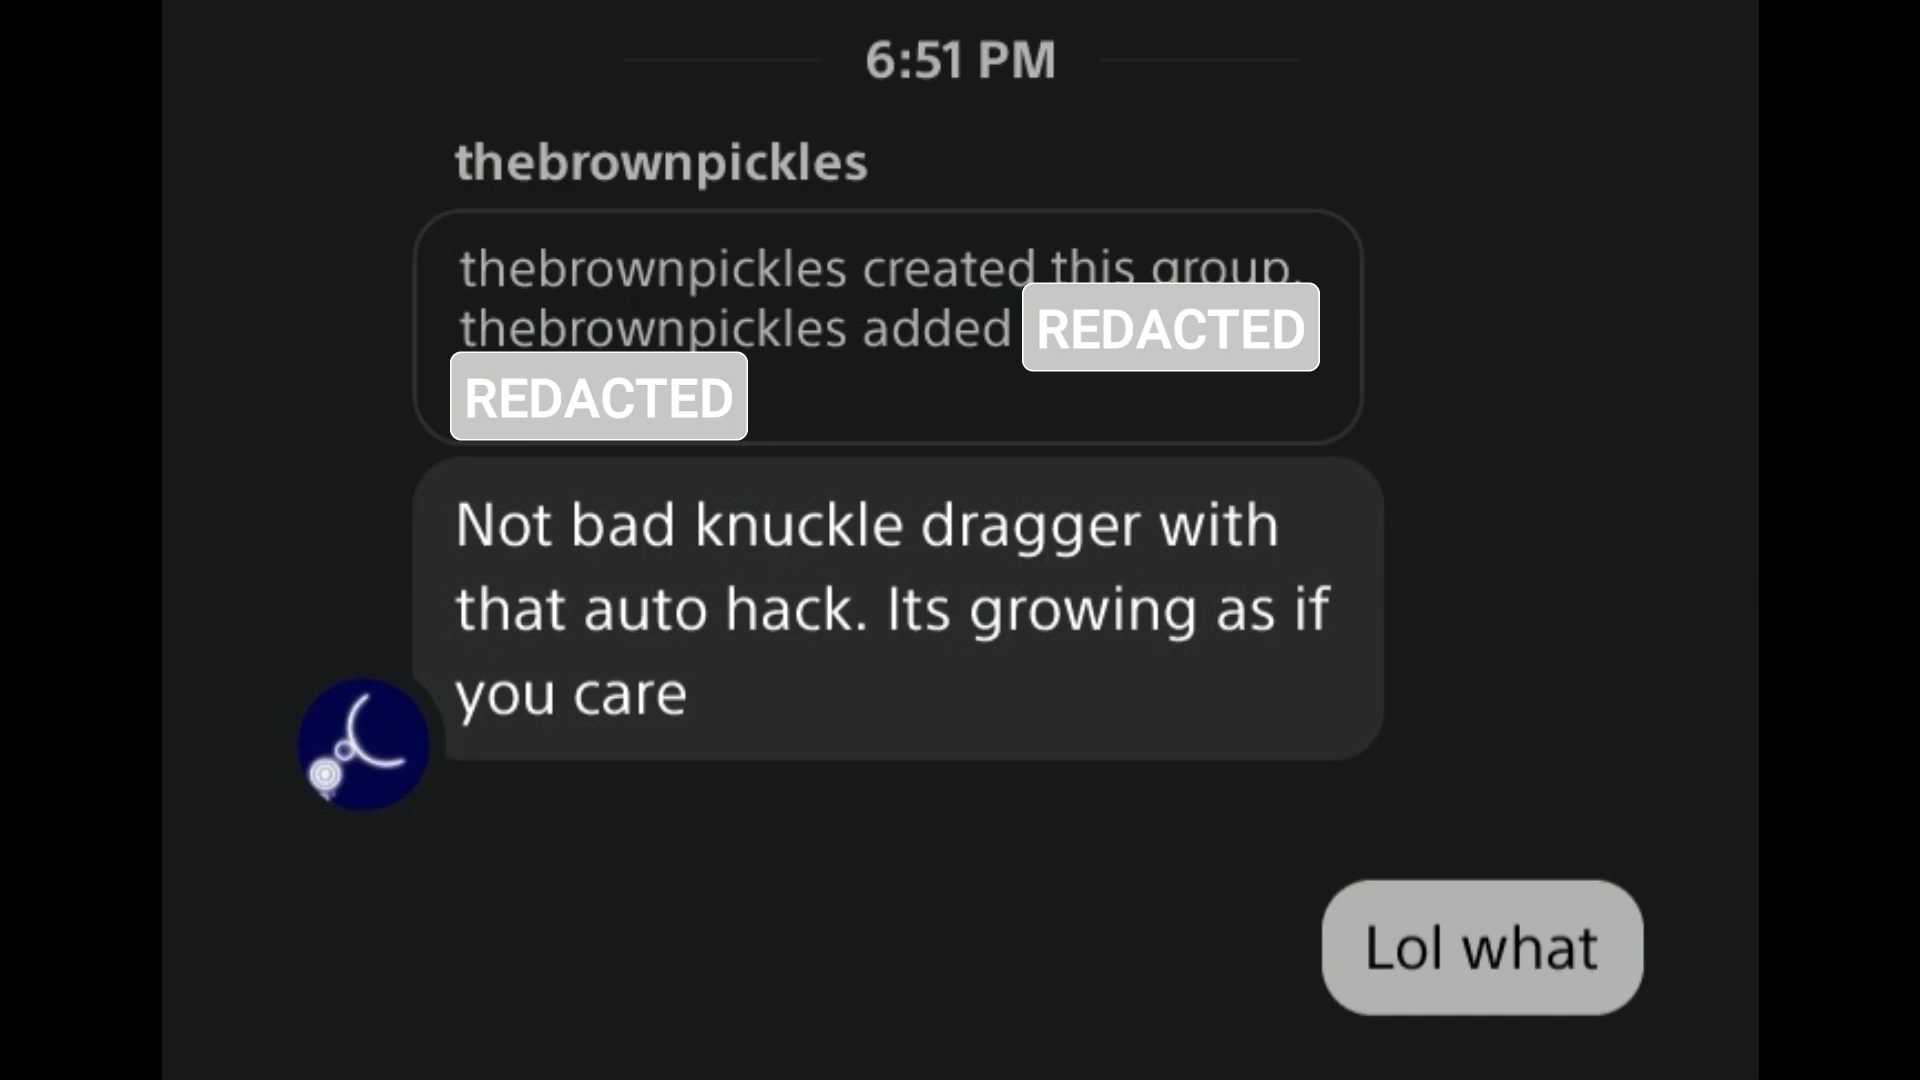 6:51 PM
thebrownpickles
thebrownpickles created this group.
thebrownpickles added REDACTED
REDACTED
Not bad knuckle dragger with
that auto hack. Its growing as if
you care
Lol what